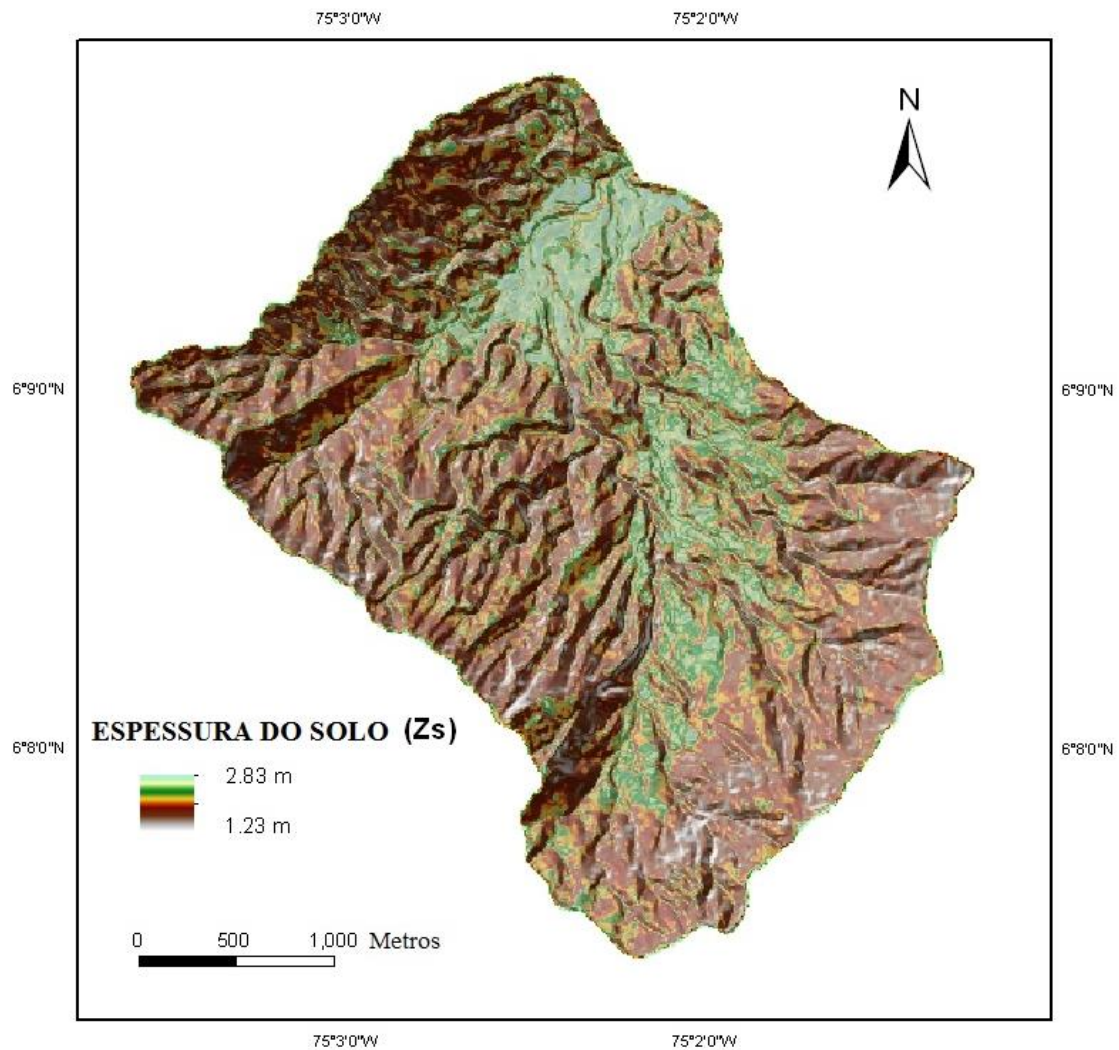 75°3'0"W 75°2'0"W
N
6°9'0"N 6°9'0"N
ESPESSURA DO SOLO (Zs)
6°8'0"N 6°8'0"N
2.83 m
1.23 m
0 500 1,000 Metros
75°3'0"W 75°2'0"W